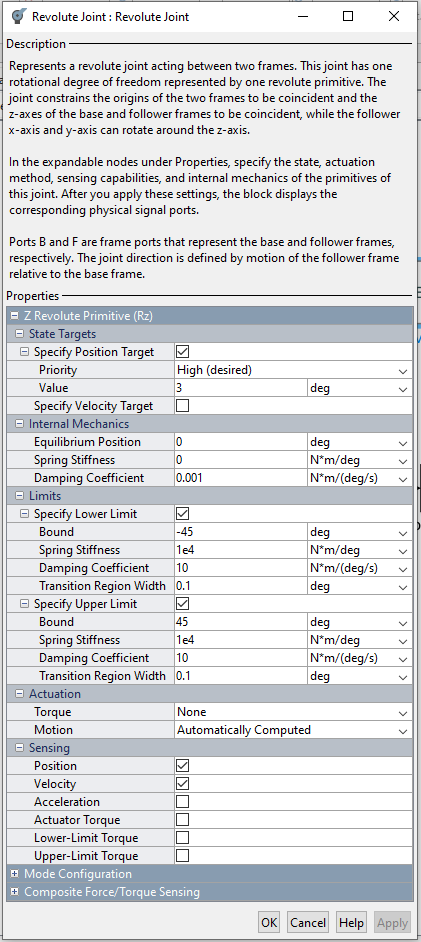 Revolute Joint : Revolute Joint
Description
Represents a revolute joint acting between two frames. This joint has one
rotational degree of freedom represented by one revolute primitive. The
joint constrains the origins of the two frames to be coincident and the
z-axes of the base and follower frames to be coincident, while the follower
x-axis and y-axis can rotate around the z-axis.
In the expandable nodes under Properties, specify the state, actuation
method, sensing capabilities, and internal mechanics of the primitives of
this joint. After you apply these settings, the block displays the
corresponding physical signal ports.
Ports B and F are frame ports that represent the base and follower frames,
respectively. The joint direction is defined by motion of the follower frame
relative to the base frame.
Properties
Z Revolute Primitive (Rz)
State Targets
Specify Position Target
Priority High (desired)
Value 3 deg
Specify Velocity Target
Internal Mechanics
Equilibrium Position 0 deg
Spring Stiffness 0 N*m/deg
Damping Coefficient 0.001 N*m/(deg/s)
Limits
Specify Lower Limit
Bound -45 deg
Spring Stiffness 1e4 N*m/deg
Damping Coefficient 10 N*m/(deg/s)
Transition Region Width 0.1 deg
Specify Upper Limit
Bound 45 deg
Spring Stiffness 1e4 N*m/deg
Damping Coefficient 10 N*m/(deg/s)
Transition Region Width 0.1 deg
Actuation
Torque None
Motion Automatically Computed
Sensing
Position
Velocity
Acceleration
Actuator Torque
Lower-Limit Torque
Upper-Limit Torque
Mode Configuration
Composite Force/Torque Sensing
OK Cancel Help Apply